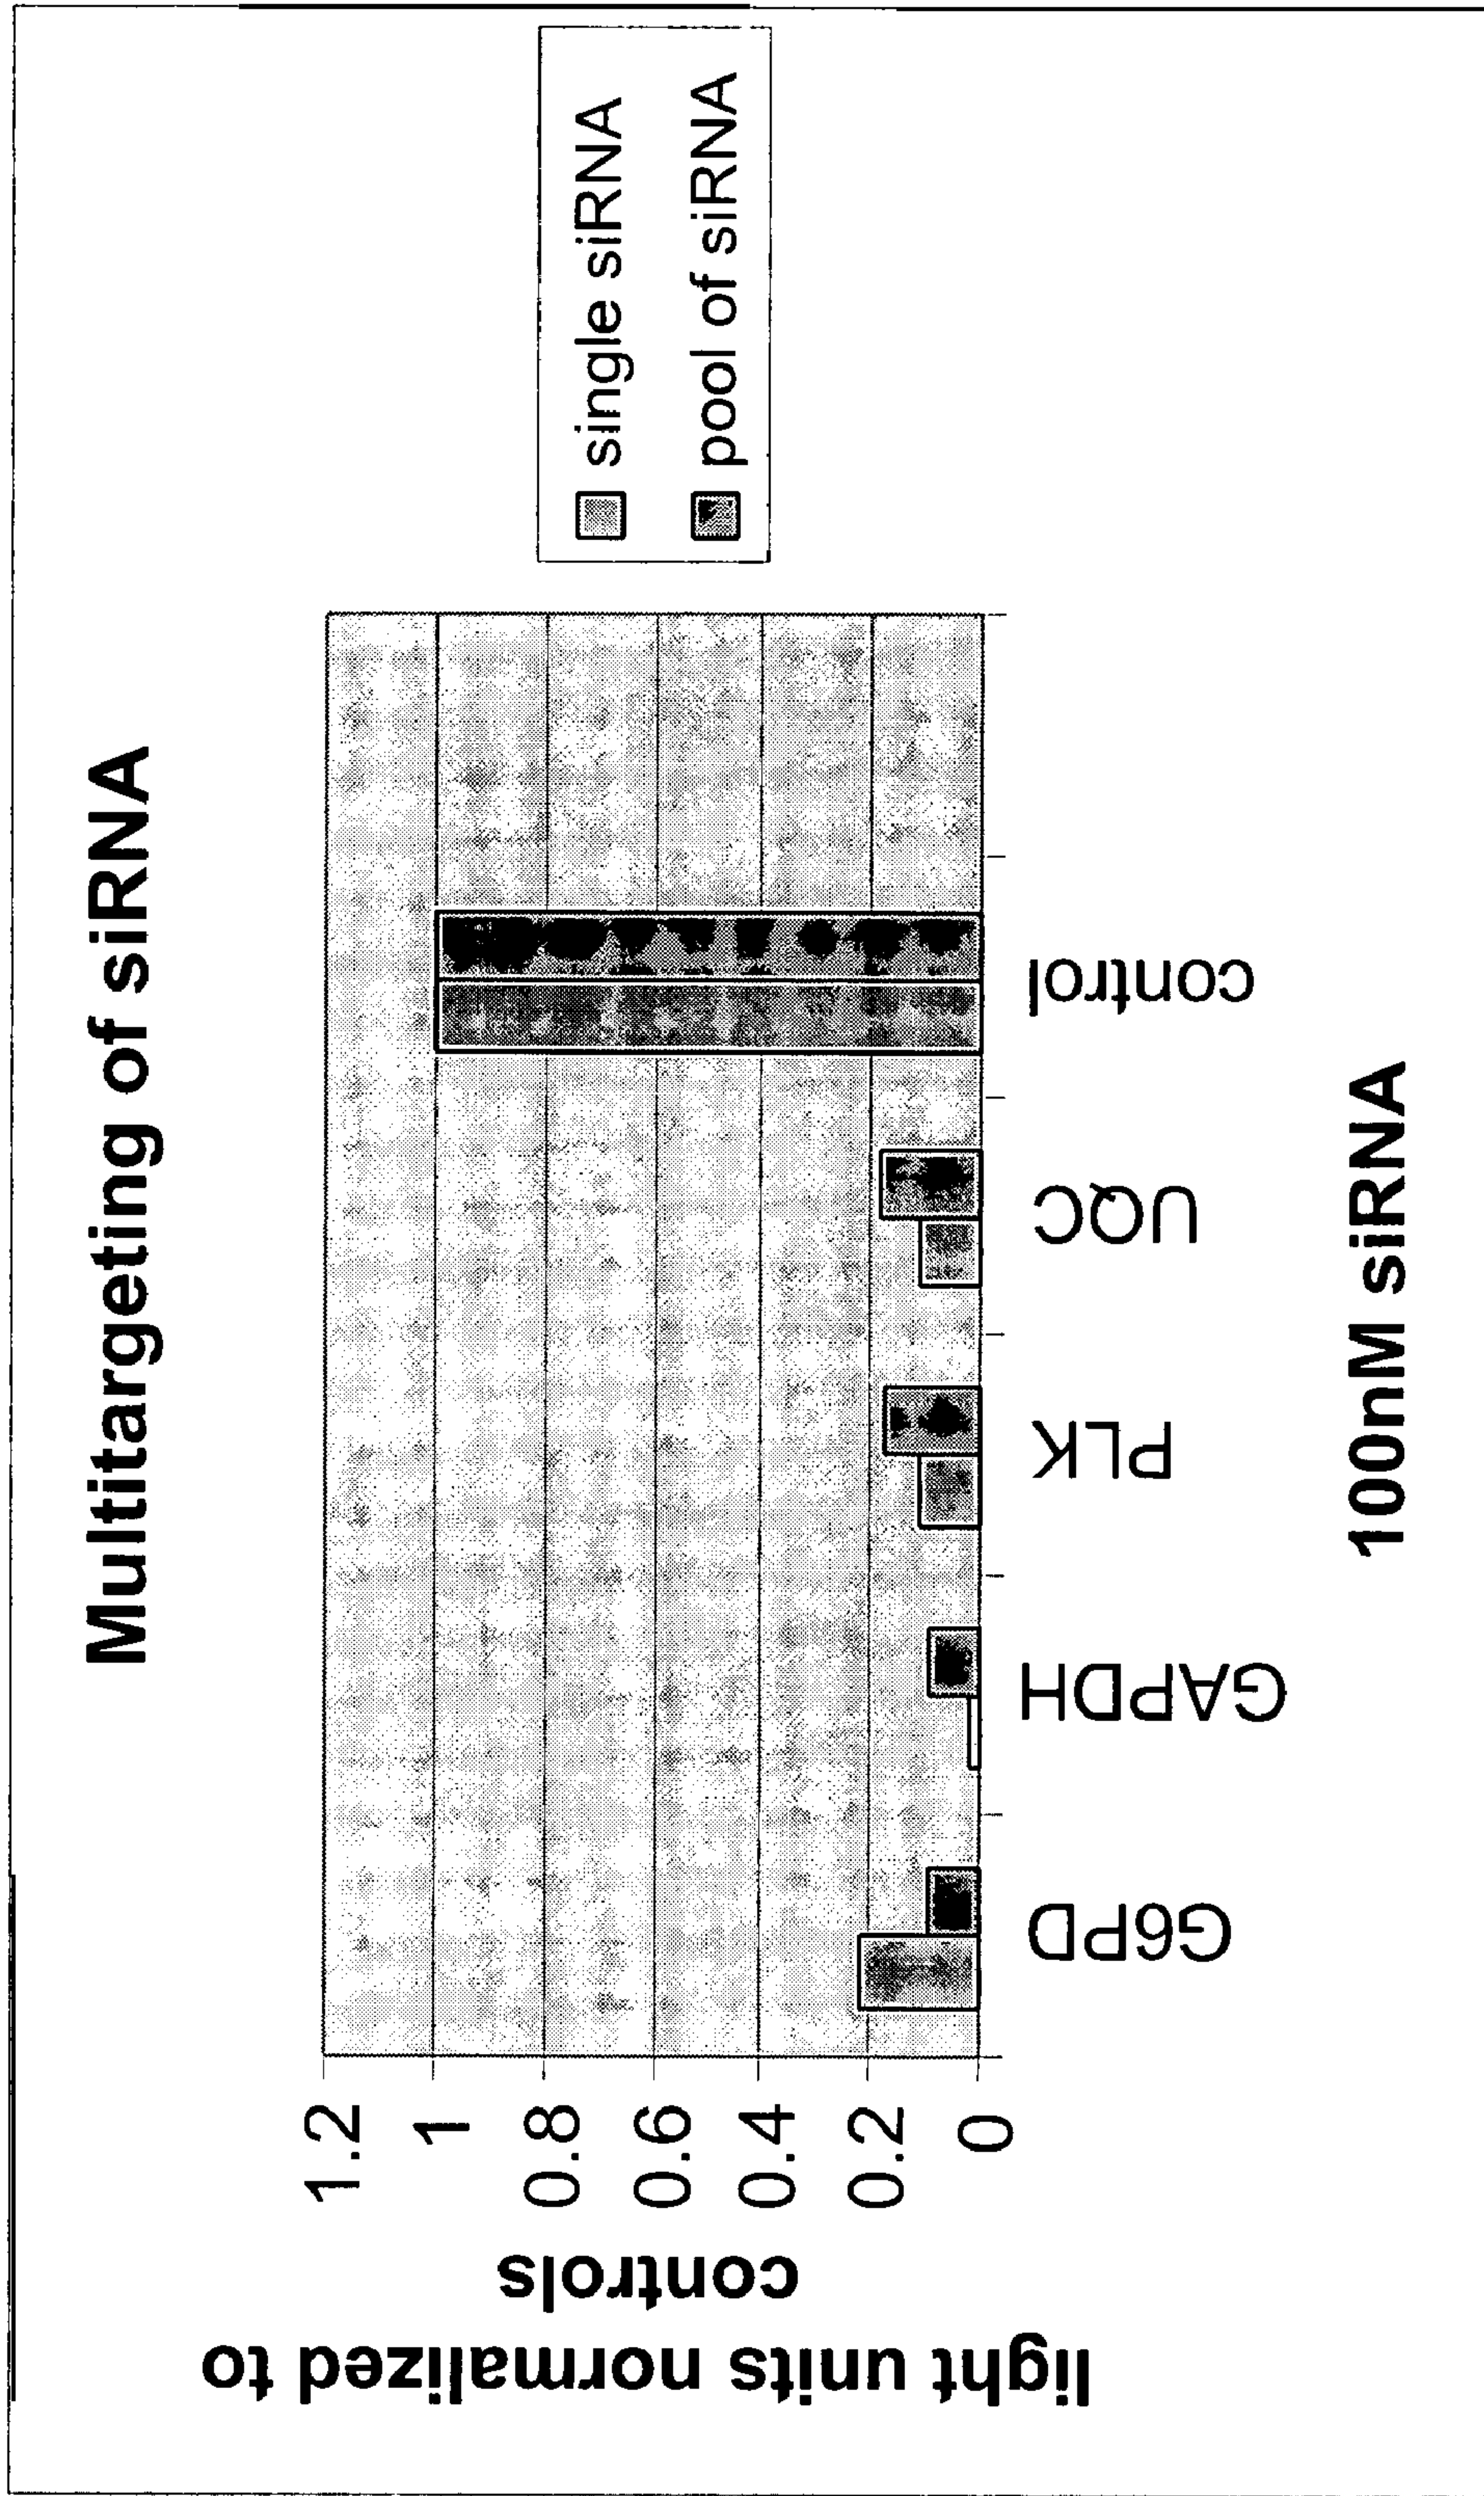 Multitargeting of siRNA
light units normalized to
controls
1.2
1
0.8
0.6
0.4
0.2
0
G6PD
GAPDH
PLK
UQC
control
100nM siRNA
single siRNA
pool of siRNA